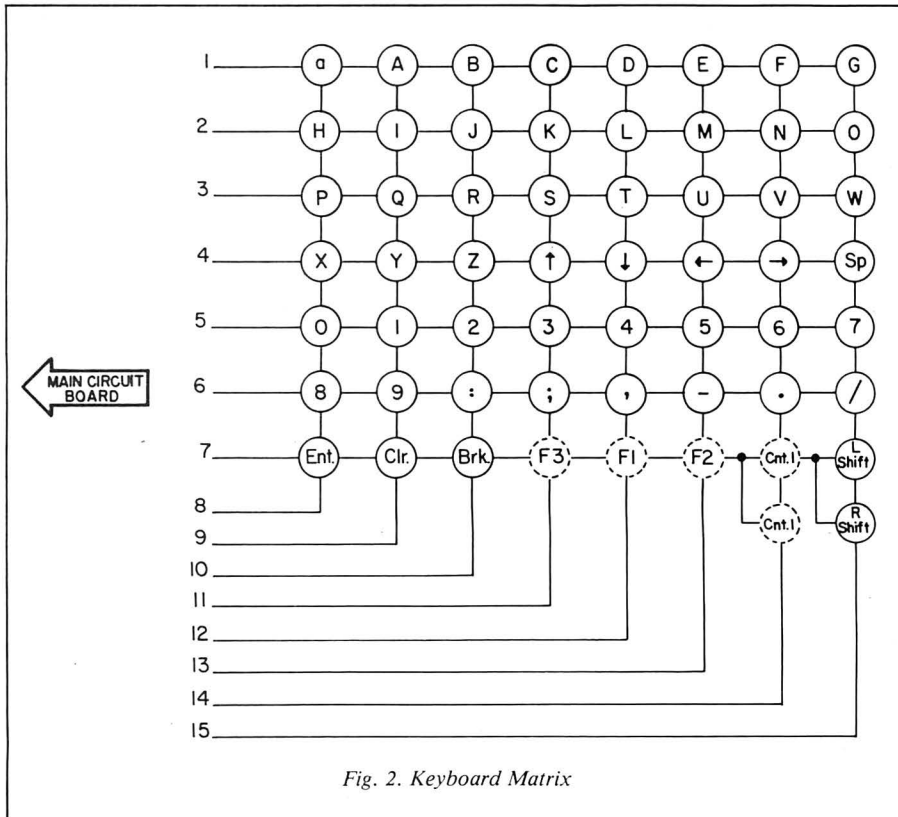 1 a A B C D E F G
2 H I J K L M N O
3 P Q R S T U V W
4 X Y Z ↑ ↓ ← → Sp
5 0 1 2 3 4 5 6 7
MAIN CIRCUIT
BOARD
6 8 9 : ; , - . /
7 Ent. Clr. Brk. F3 F1 F2 Cnt.1 L Shift
8 Cnt.1 R Shift
9
10
11
12
13
14
15
Fig. 2. Keyboard Matrix